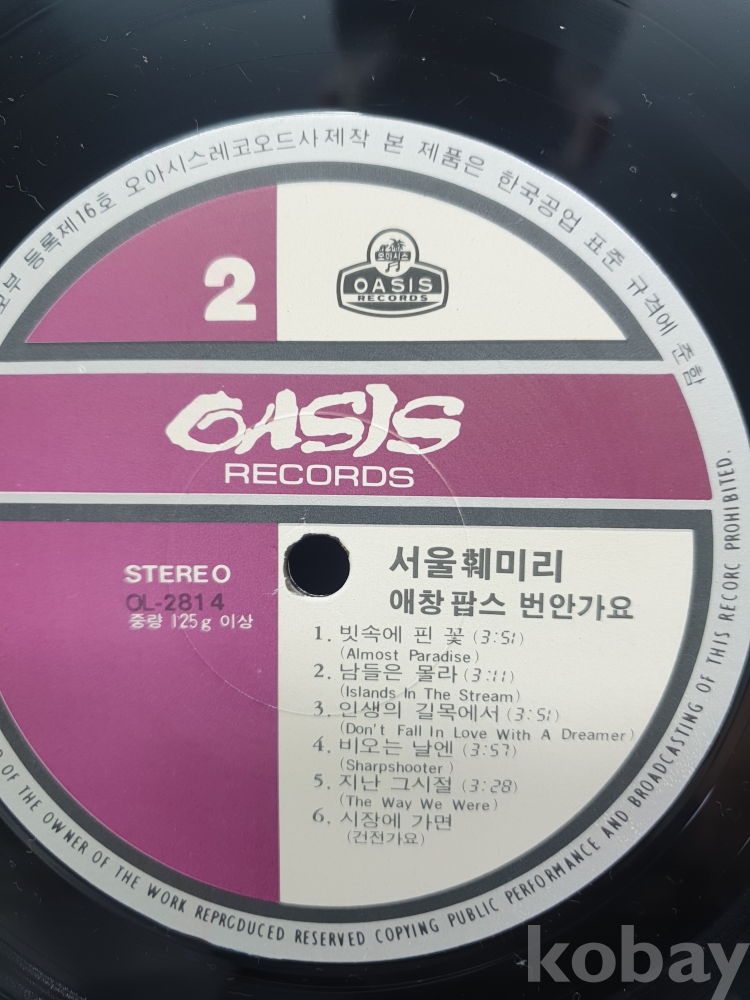 모부 등록제16호 오아시스레코오드사제작 본 제품은 한국공업 표준 규격에 준함
2
오아시스
OASIS
RECORDS
OASIS
RECORDS
STEREO
OL-2814
중량 125g 이상
서울훼미리
애창팝스 번안가요
1. 빗속에 핀 꽃 (3:51)
(Almost Paradise)
2. 남들은 몰라 (3:11)
(Islands In The Stream)
3. 인생의 길목에서 (3:51)
(Don't Fall In Love With A Dreamer)
4. 비오는 날엔 (3:57)
(Sharpshooter)
5. 지난 그시절 (3:28)
(The Way We Were)
6. 시장에 가면
(건전가요)
D OF THE OWNER OF THE WORK REPRCDUCED RESERVED COPYING PUBLIC PERFORMANCE AND BROADCASTING OF THIS RECORC PROHIBITED.
kobay